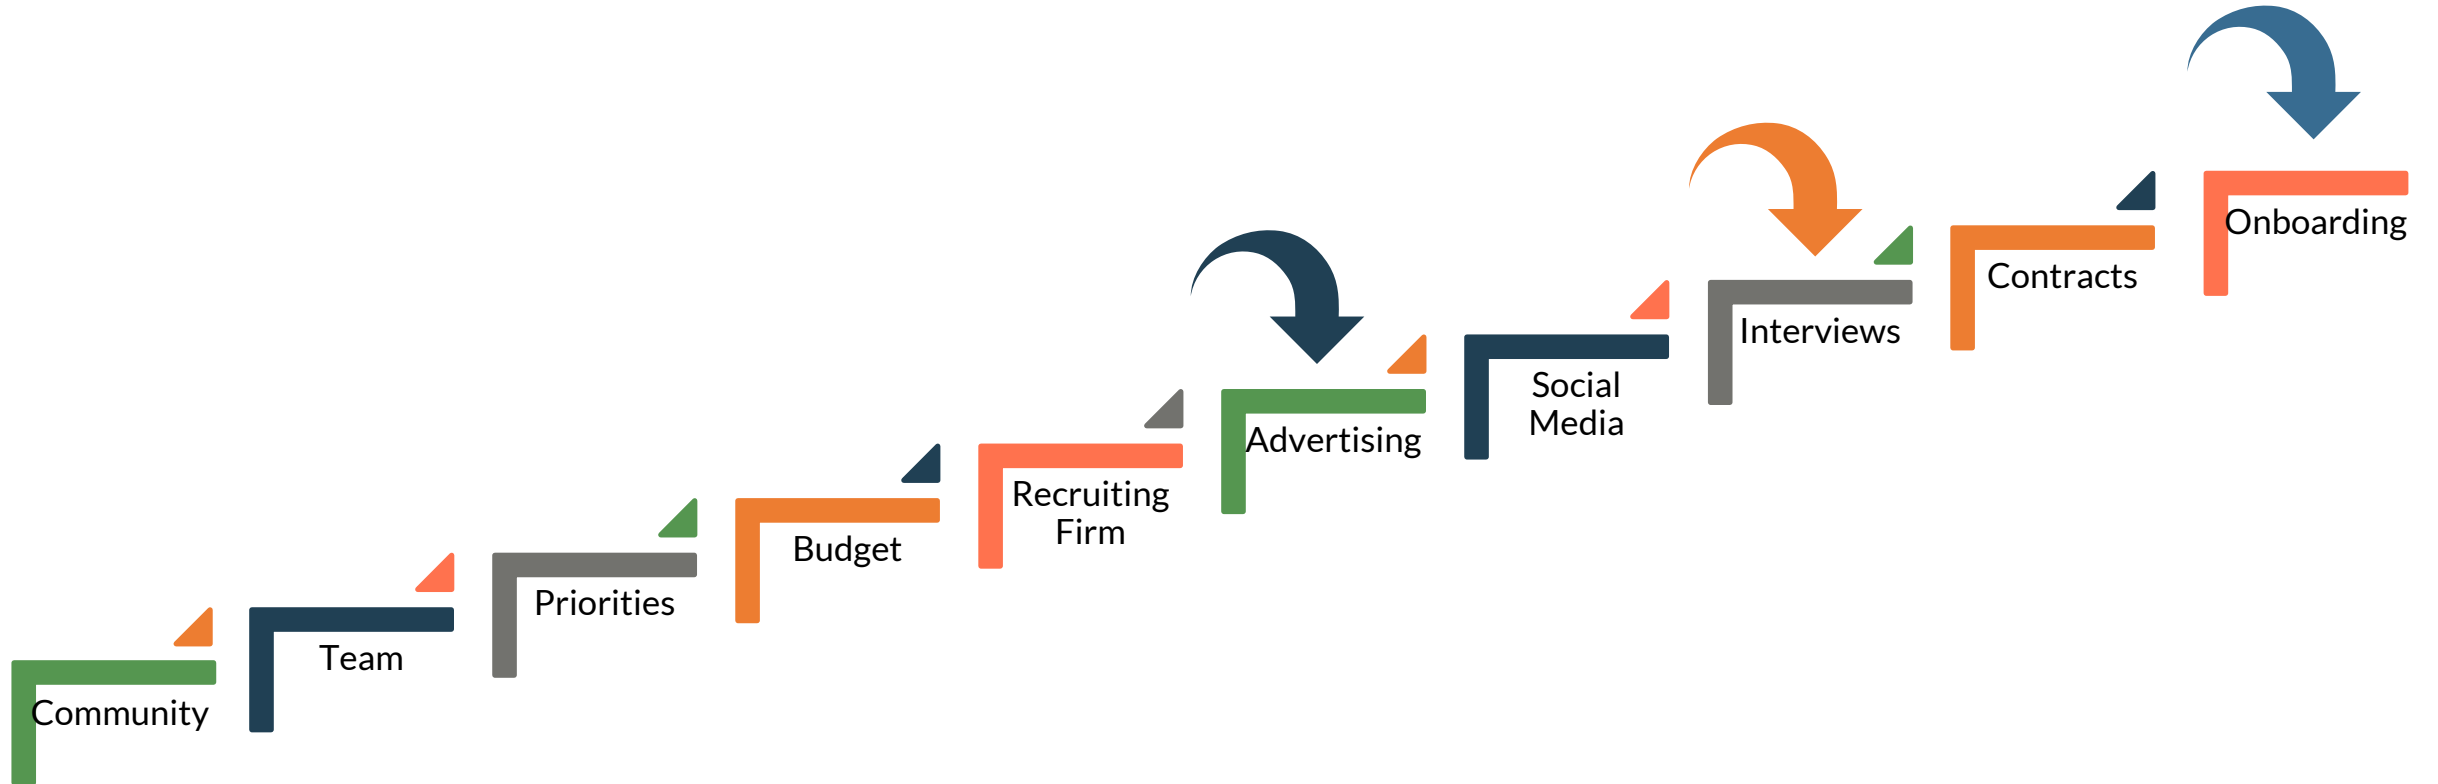 Community
Team
Priorities
Budget
Recruiting
Firm
Advertising
Social
Media
Interviews
Contracts
Onboarding